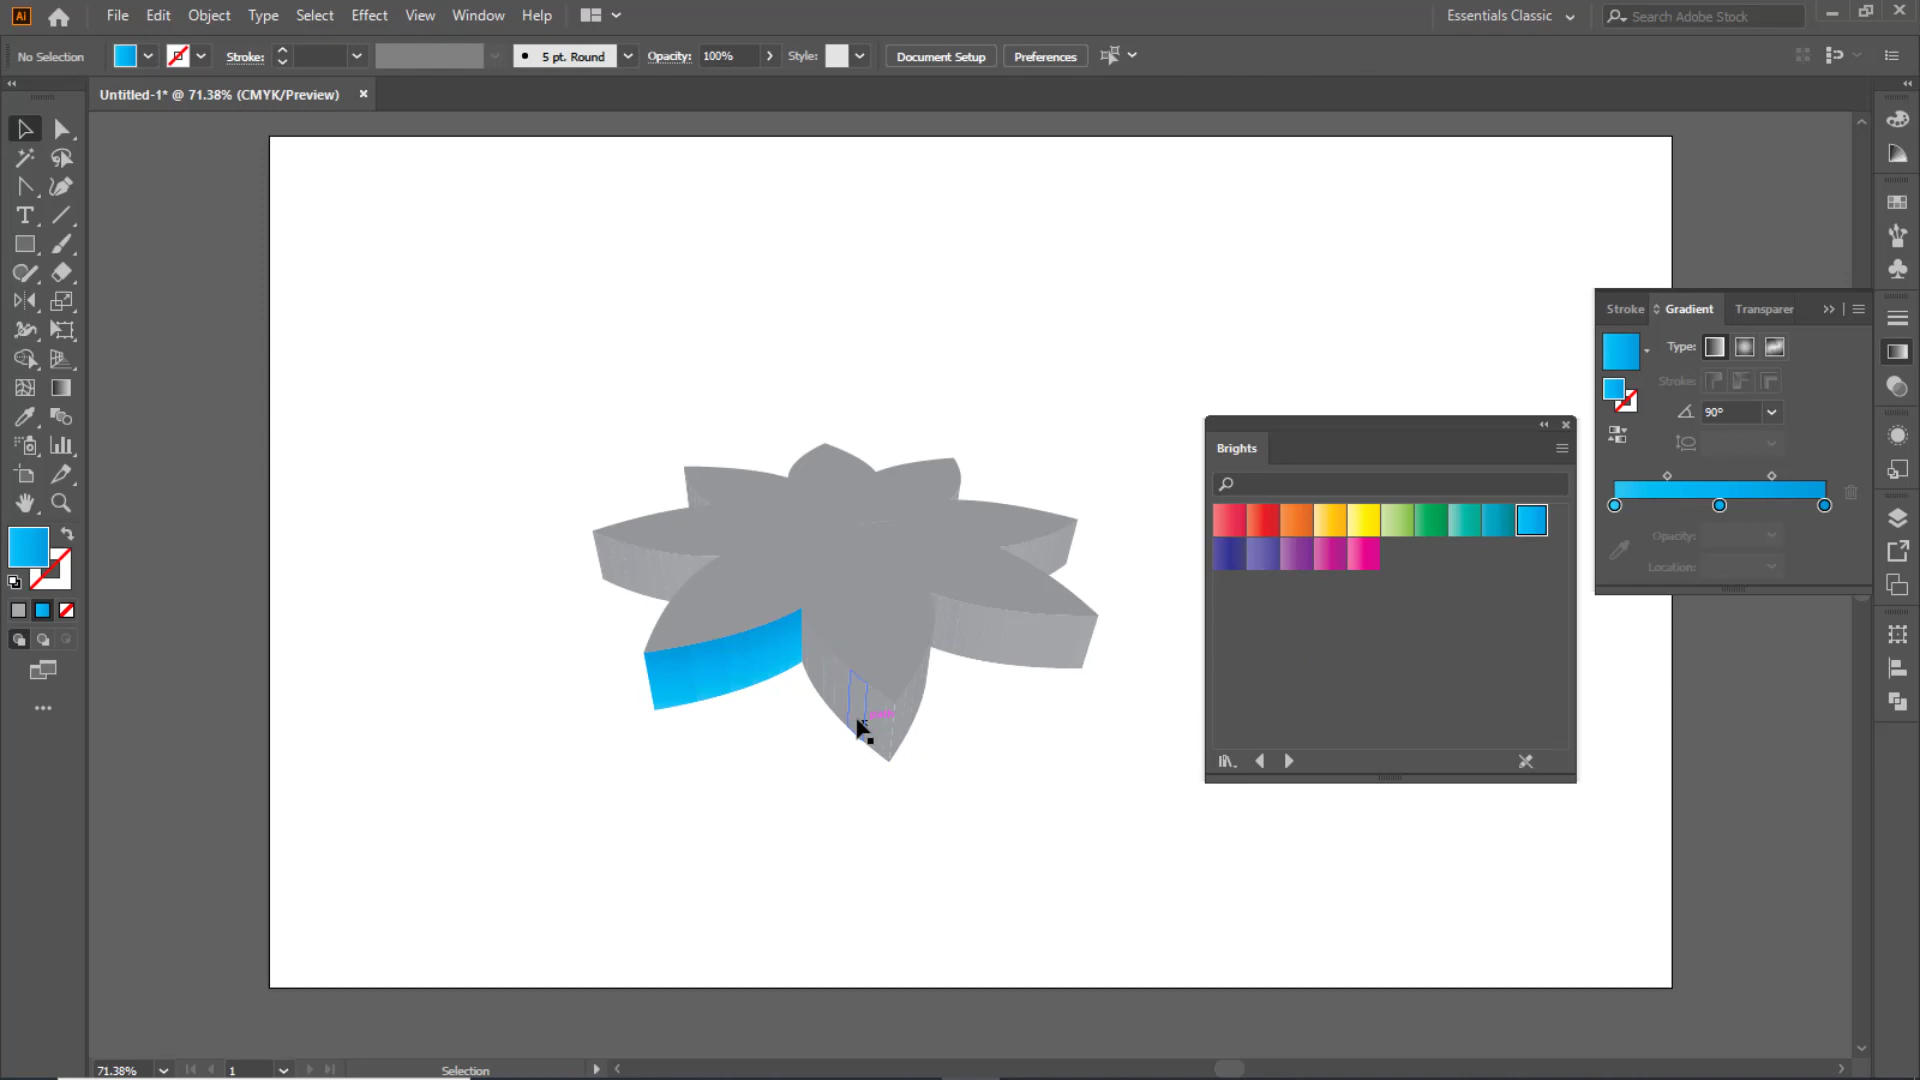 Ai File Edit Object Type Select Effect View Window Help Essentials Classic Search Adobe Stock
No Selection Stroke: 5 pt. Round Opacity: 100% Style: Document Setup Preferences
Untitled-1* @ 71.38% (CMYK/Preview)
Stroke Gradient Transparer
Type:
Stroke:
90°
Brights
Opacity:
Location:
71.38% 1 Selection